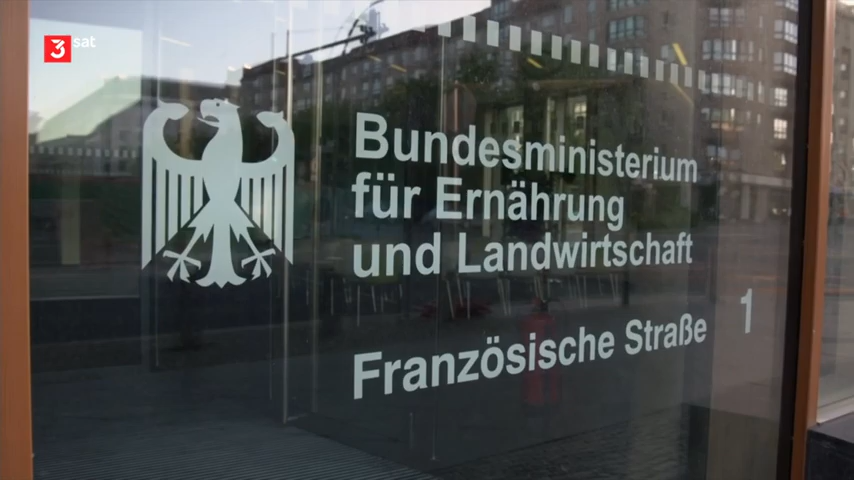 3sat
Bundesministerium
für Ernährung
und Landwirtschaft
Französische Straße 1